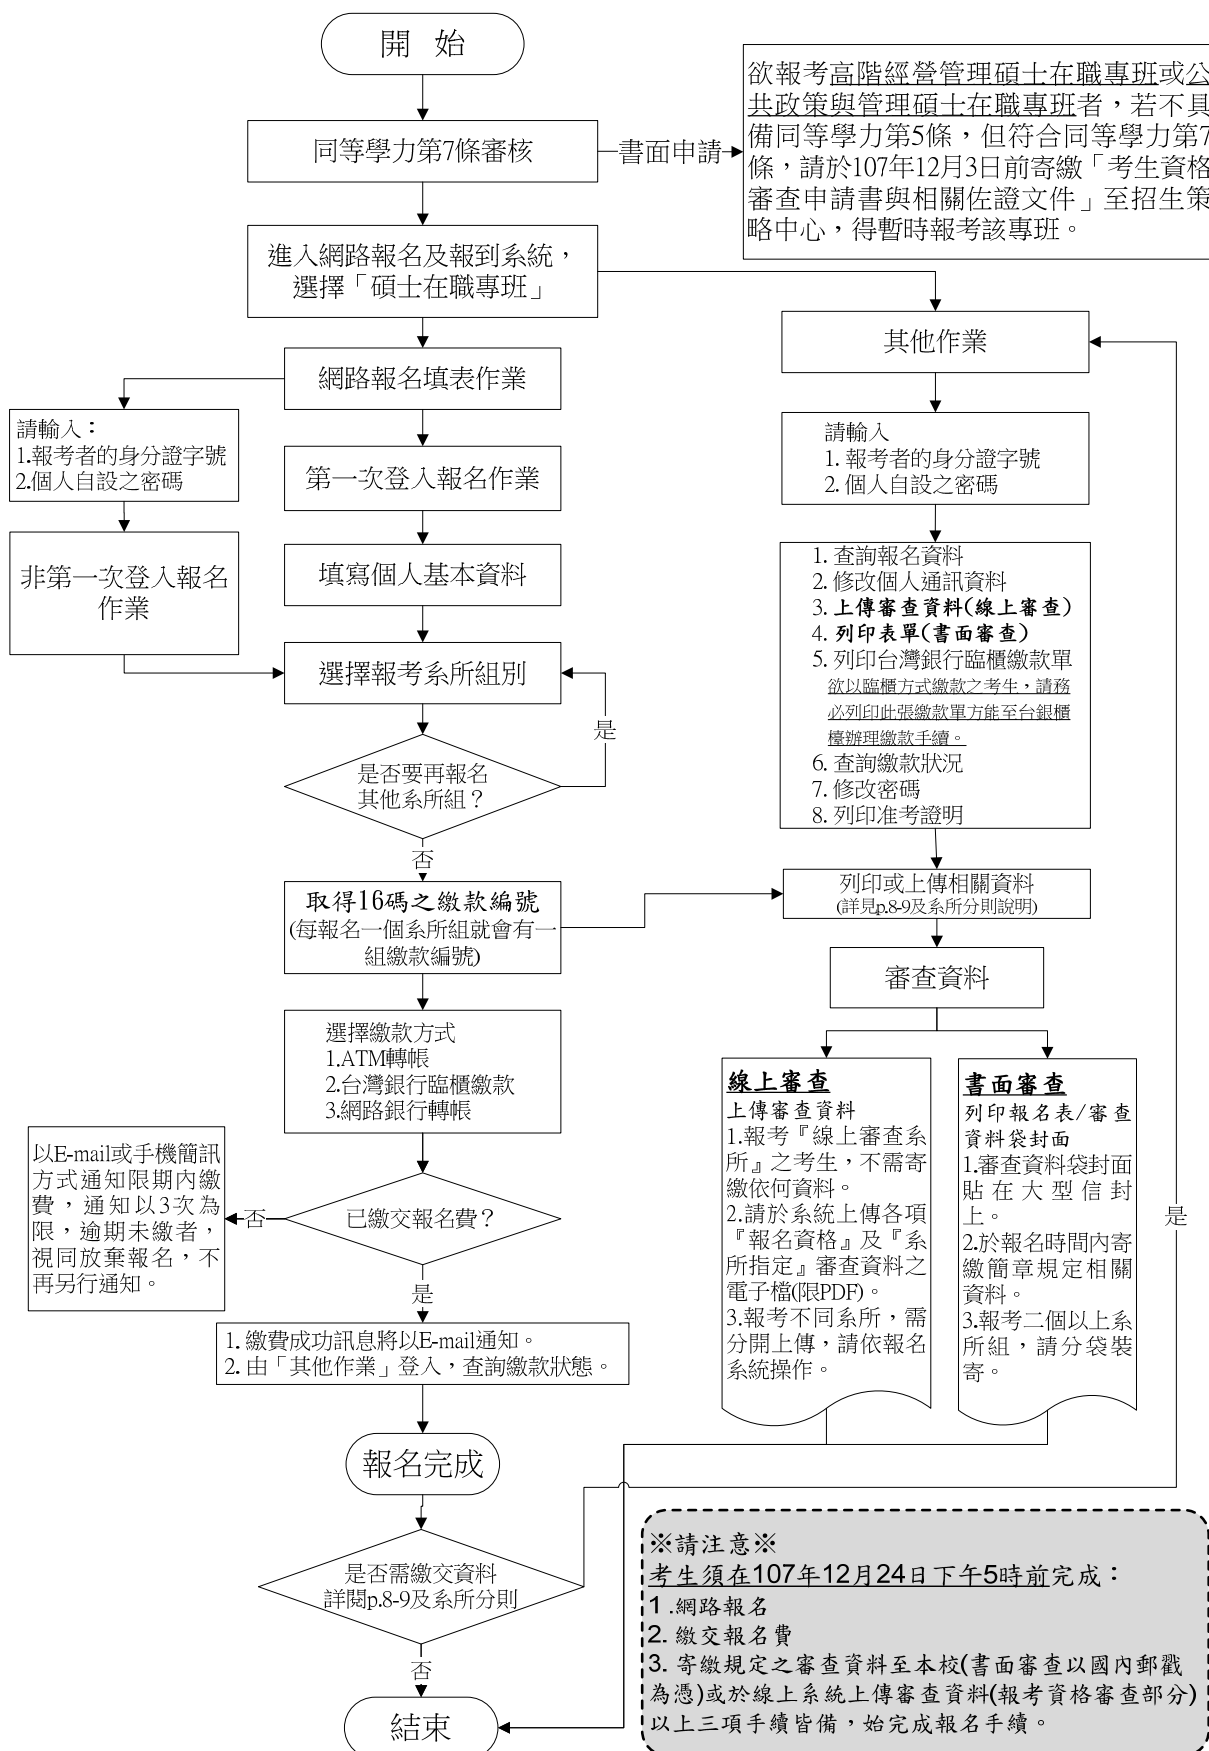 開 始
欲報考高階經營管理碩士在職專班或公
共政策與管理碩士在職專班者，若不具
備同等學力第5條，但符合同等學力第7
條，請於107年12月3日前寄繳「考生資格
審查申請書與相關佐證文件」至招生策
略中心，得暫時報考該專班。
同等學力第7條審核
書面申請
進入網路報名及報到系統，
選擇「碩士在職專班」
其他作業
網路報名填表作業
請輸入：
1.報考者的身分證字號
2.個人自設之密碼
請輸入
1. 報考者的身分證字號
2. 個人自設之密碼
第一次登入報名作業
非第一次登入報名
作業
填寫個人基本資料
1. 查詢報名資料
2. 修改個人通訊資料
3. 上傳審查資料(線上審查)
4. 列印表單(書面審查)
5. 列印台灣銀行臨櫃繳款單
欲以臨櫃方式繳款之考生，請務
必列印此張繳款單方能至台銀櫃
檯辦理繳款手續。
6. 查詢繳款狀況
7. 修改密碼
8. 列印准考證明
選擇報考系所組別
是
是否要再報名
其他系所組？
否
取得16碼之繳款編號
(每報名一個系所組就會有一
組繳款編號)
列印或上傳相關資料
(詳見p.8-9及系所分則說明)
審查資料
選擇繳款方式
1.ATM轉帳
2.台灣銀行臨櫃繳款
3.網路銀行轉帳
線上審查
上傳審查資料
1.報考『線上審查系
所』之考生，不需寄
繳依何資料。
2.請於系統上傳各項
『報名資格』及『系
所指定』審查資料之
電子檔(限PDF)。
3.報考不同系所，需
分開上傳，請依報名
系統操作。
書面審查
列印報名表/審查
資料袋封面
1.審查資料袋封面
貼在大型信封
上。
2.於報名時間內寄
繳簡章規定相關
資料。
3.報考二個以上系
所組，請分袋裝
寄。
以E-mail或手機簡訊
方式通知限期內繳
費，通知以3次為
限，逾期未繳者，
視同放棄報名，不
再另行通知。
否
已繳交報名費？
是
是
1. 繳費成功訊息將以E-mail通知。
2. 由「其他作業」登入，查詢繳款狀態。
報名完成
是否需繳交資料
詳閱p.8-9及系所分則
否
結束
※請注意※
考生須在107年12月24日下午5時前完成：
1 .網路報名
2. 繳交報名費
3. 寄繳規定之審查資料至本校(書面審查以國內郵戳
為憑)或於線上系統上傳審查資料(報考資格審查部分)
以上三項手續皆備，始完成報名手續。